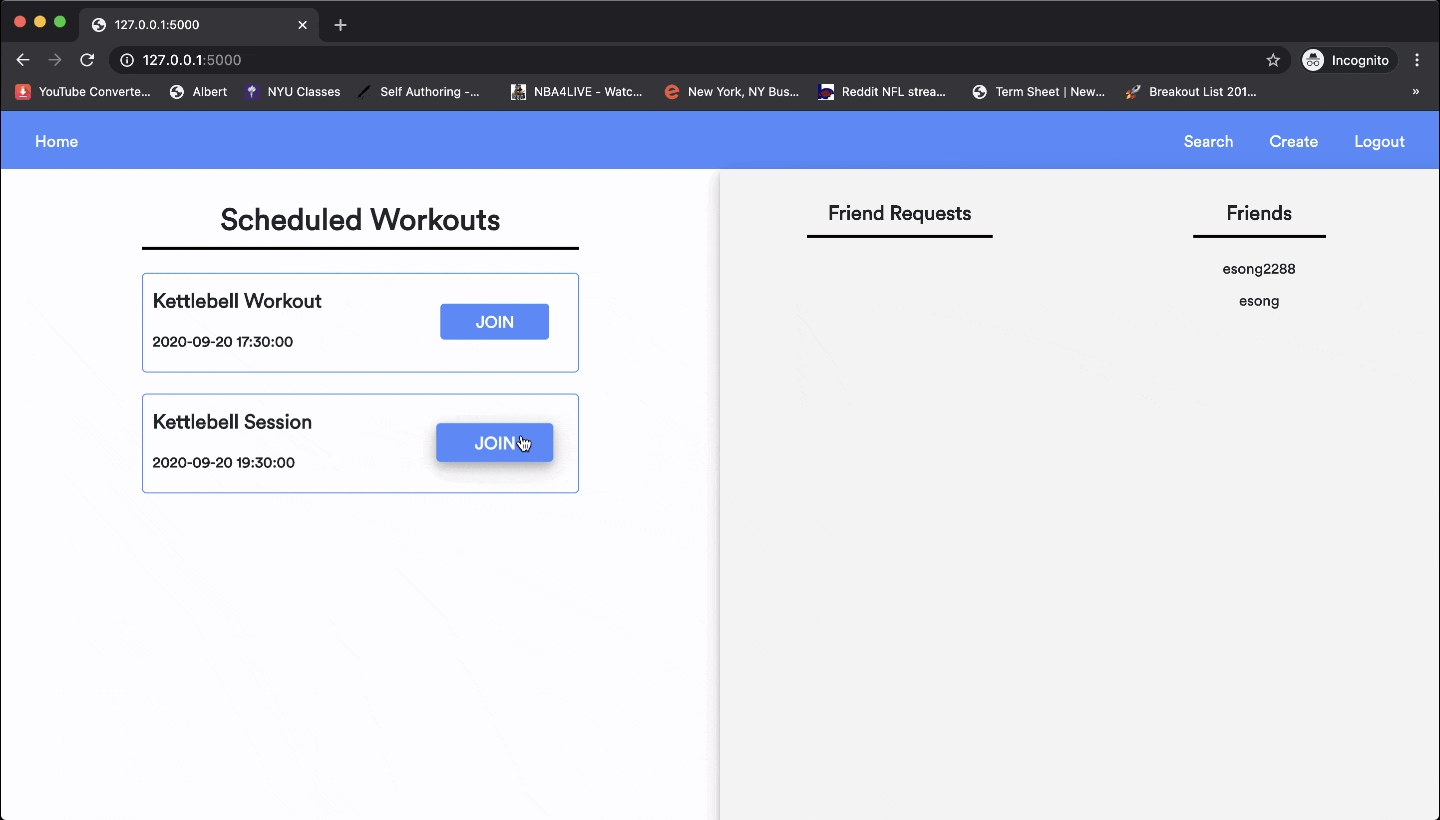 127.0.0.1:5000
127.0.0.1:5000
Incognito
YouTube Converte...
Albert
NYU Classes
Self Authoring -...
NBA4LIVE - Watc...
New York, NY Bus...
Reddit NFL strea...
Term Sheet | New...
Breakout List 201...
»
Home
Search
Create
Logout
Scheduled Workouts
Kettlebell Workout
2020-09-20 17:30:00
JOIN
Kettlebell Session
2020-09-20 19:30:00
JOIN
Friend Requests
Friends
esong2288
esong